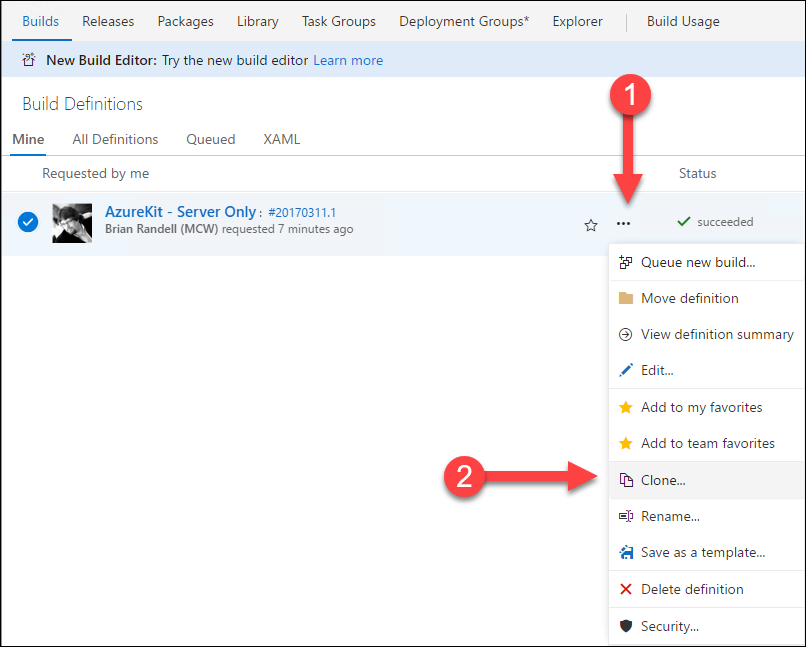 Builds Releases Packages Library Task Groups Deployment Groups* Explorer Build Usage
New Build Editor: Try the new build editor Learn more
Build Definitions
1
Mine All Definitions Queued XAML
Requested by me Status
AzureKit - Server Only : #20170311.1
Brian Randell (MCW) requested 7 minutes ago
... succeeded
Queue new build...
Move definition
View definition summary
Edit...
Add to my favorites
Add to team favorites
2
Clone...
Rename...
Save as a template...
Delete definition
Security...